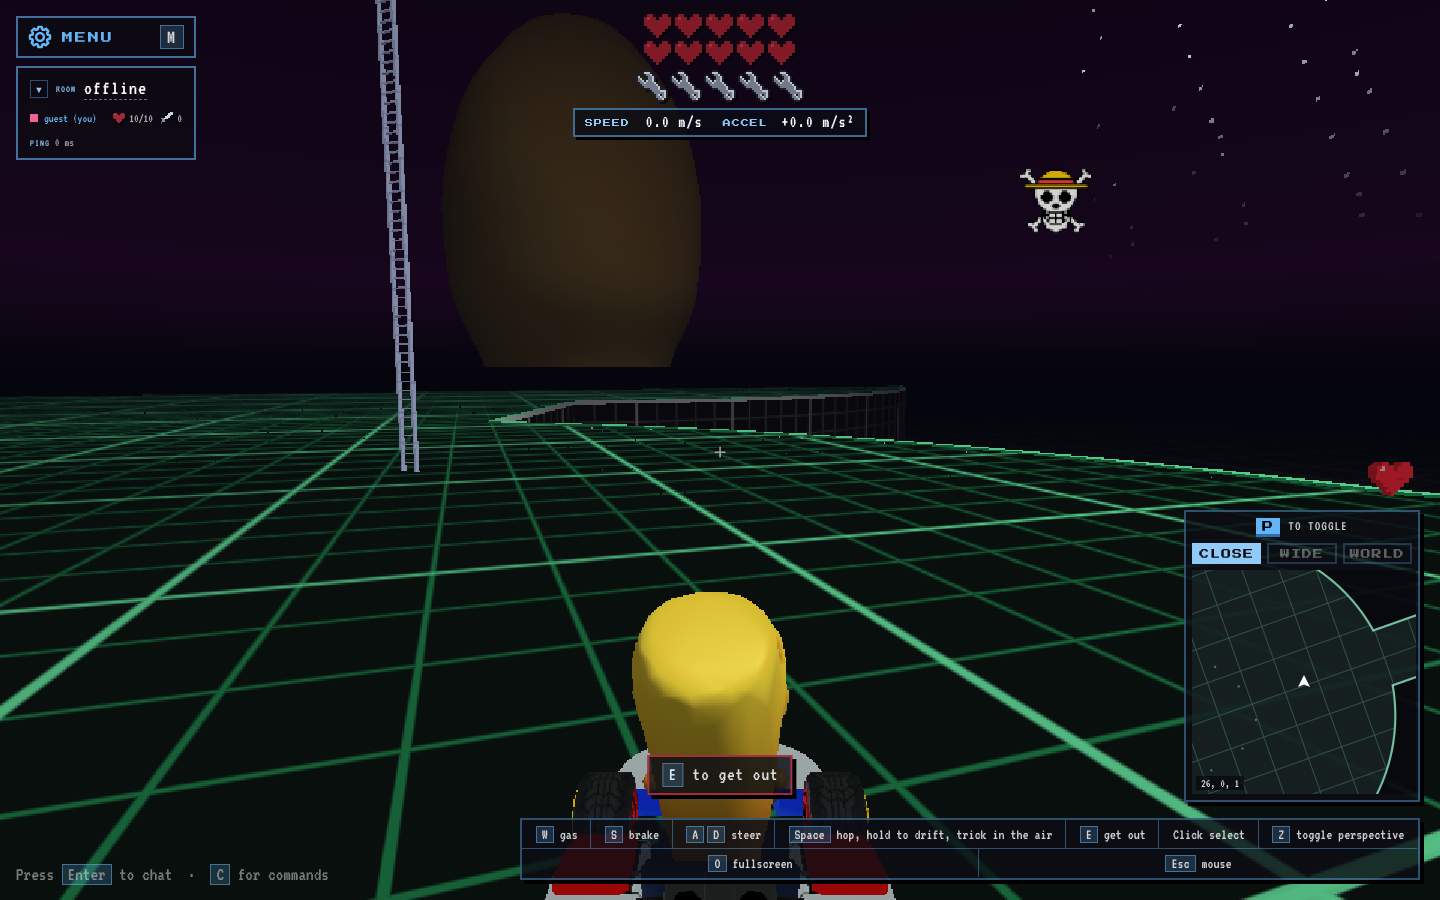 MENU M
▼ ROOM offline
guest (you) 10/10 0
PING 0 ms
SPEED 0.0 m/s ACCEL +0.0 m/s²
P TO TOGGLE
CLOSE WIDE WORLD
26, 0, 1
E to get out
W gas S brake A D steer Space hop, hold to drift, trick in the air E get out Click select Z toggle perspective
O fullscreen Esc mouse
Press Enter to chat · C for commands